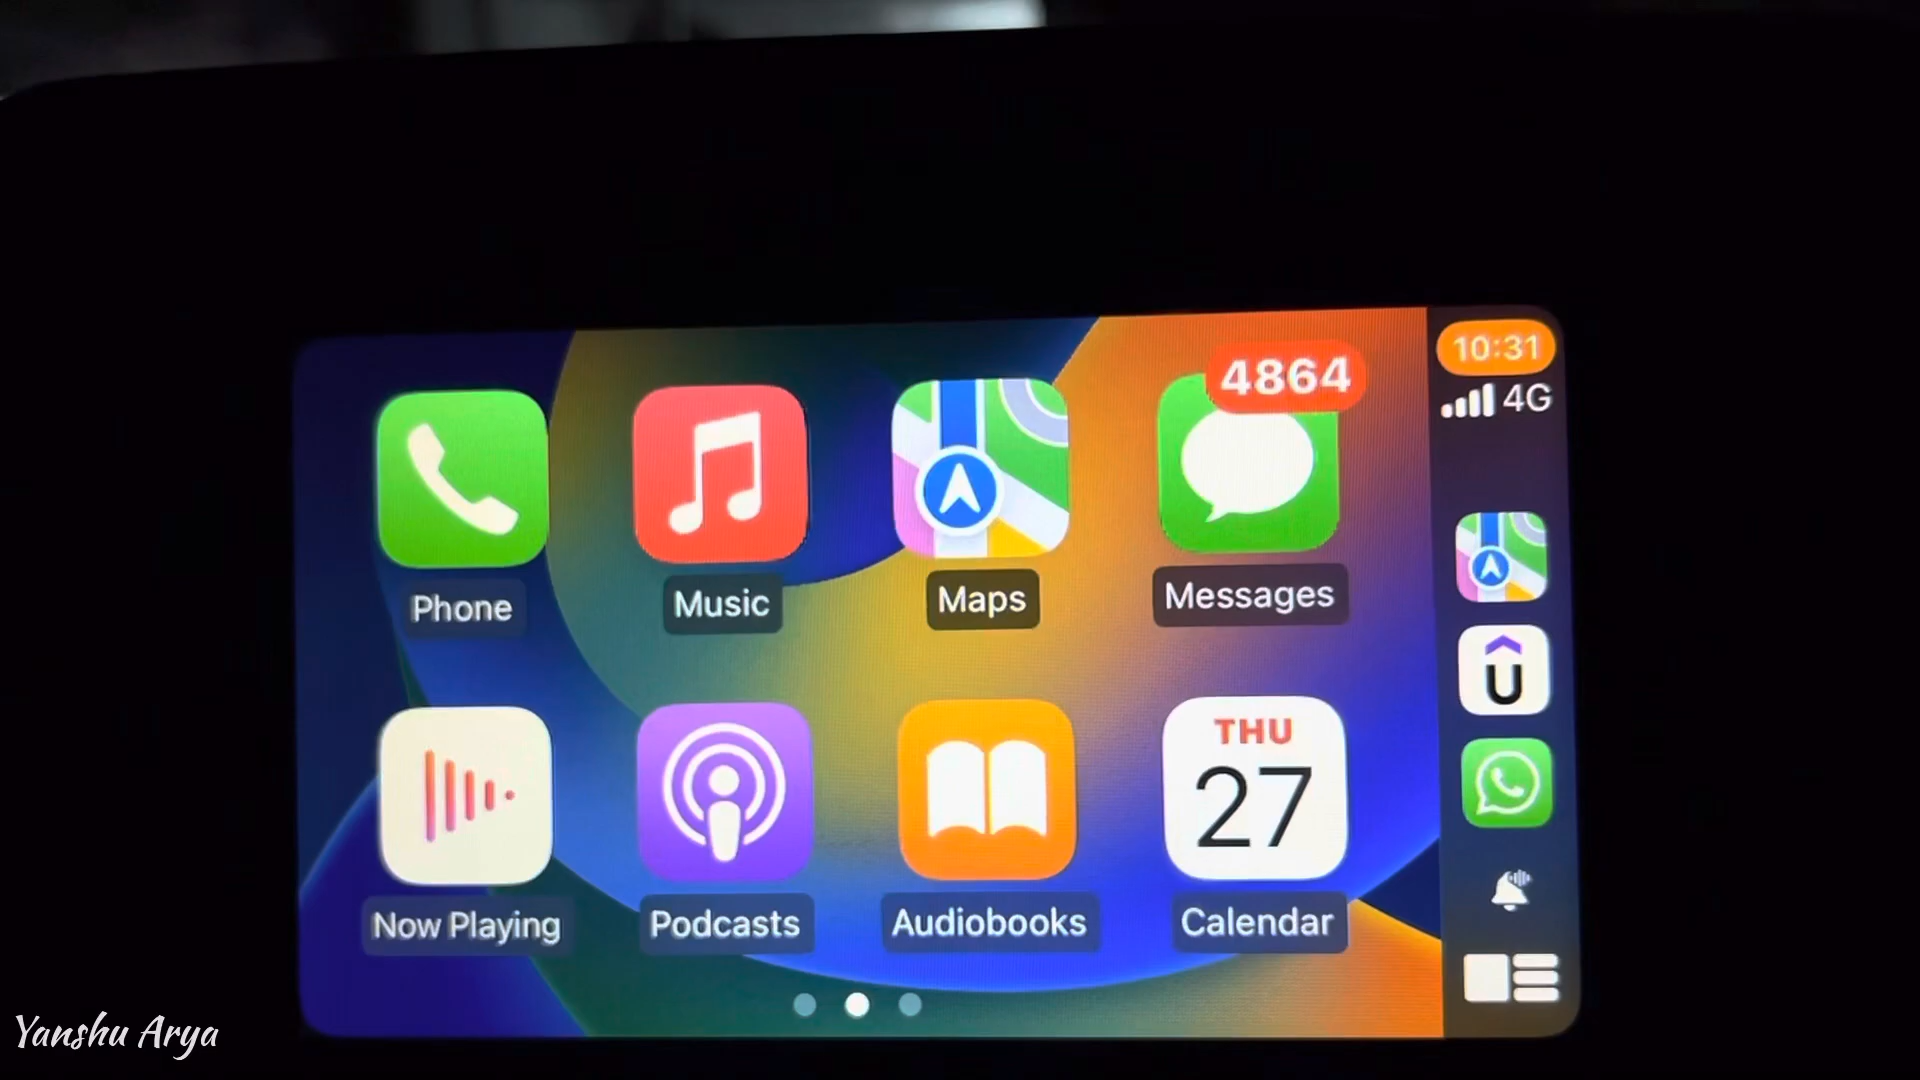 4864
10:31
4G
Phone
Music
Maps
Messages
THU
27
Now Playing
Podcasts
Audiobooks
Calendar
U
Yanshu Arya